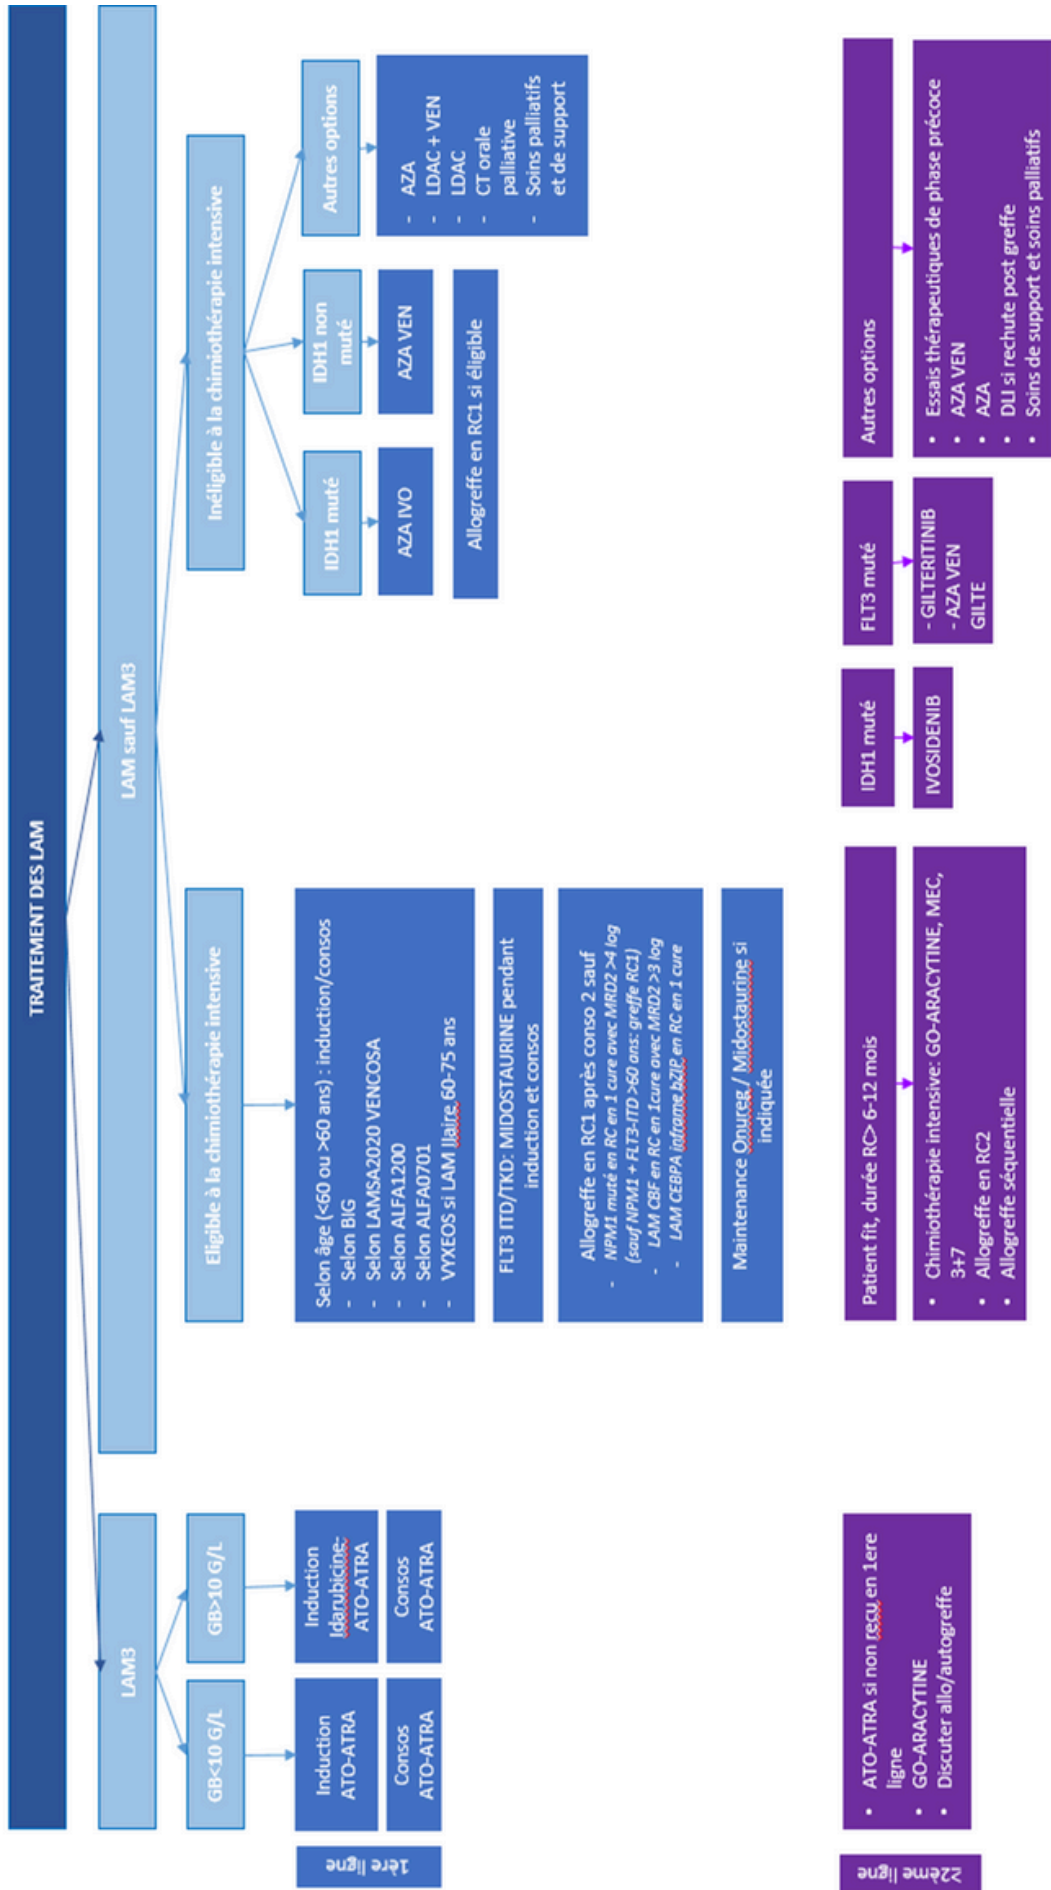 TRAITEMENT DES LAM
LAM3
LAM sauf LAM3
GB<10 G/L
GB>10 G/L
Eligible à la chimiothérapie intensive
Inéligible à la chimiothérapie intensive
IDH1 muté
IDH1 non
muté
Autres options
1ère ligne
Induction
ATO-ATRA
Consos
ATO-ATRA
Induction
Idarubicine-
ATO-ATRA
Consos
ATO-ATRA
Selon âge (<60 ou >60 ans) : induction/consos
- Selon BIG
- Selon LAMSA2020 VENCOSA
- Selon ALFA1200
- Selon ALFA0701
- VYXEOS si LAM IIaire 60-75 ans
FLT3 ITD/TKD: MIDOSTAURINE pendant
induction et consos
Allogreffe en RC1 après conso 2 sauf
- NPM1 muté en RC en 1 cure avec MRD2 >4 log
(sauf NPM1 + FLT3-ITD >60 ans: greffe RC1)
- LAM CBF en RC en 1cure avec MRD2 >3 log
- LAM CEBPA inframe bZIP en RC en 1 cure
Maintenance Onureg / Midostaurine si
indiquée
AZA IVO
AZA VEN
Allogreffe en RC1 si éligible
- AZA
- LDAC + VEN
- LDAC
- CT orale
palliative
- Soins palliatifs
et de support
≥2ème ligne
• ATO-ATRA si non reçu en 1ere
ligne
• GO-ARACYTINE
• Discuter allo/autogreffe
Patient fit, durée RC> 6-12 mois
• Chimiothérapie intensive: GO-ARACYTINE, MEC,
3+7
• Allogreffe en RC2
• Allogreffe séquentielle
IDH1 muté
IVOSIDENIB
FLT3 muté
- GILTERITINIB
- AZA VEN
GILTE
Autres options
• Essais thérapeutiques de phase précoce
• AZA VEN
• AZA
• DLI si rechute post greffe
• Soins de support et soins palliatifs